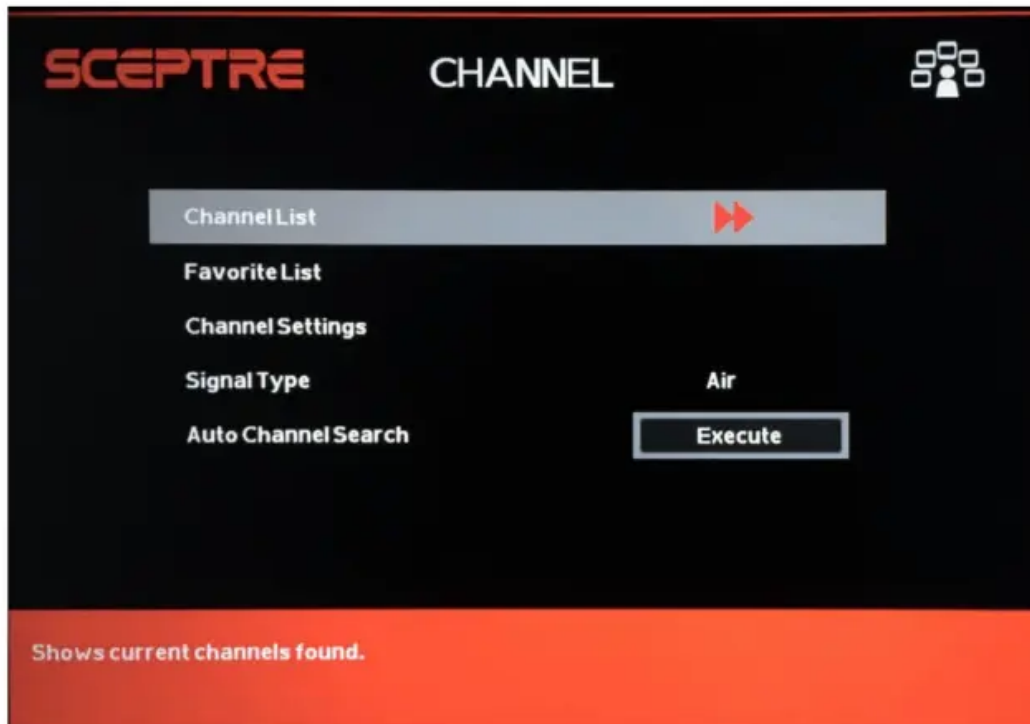 SCEPTRE CHANNEL
Channel List
Favorite List
Channel Settings
Signal Type Air
Auto Channel Search Execute
Shows current channels found.